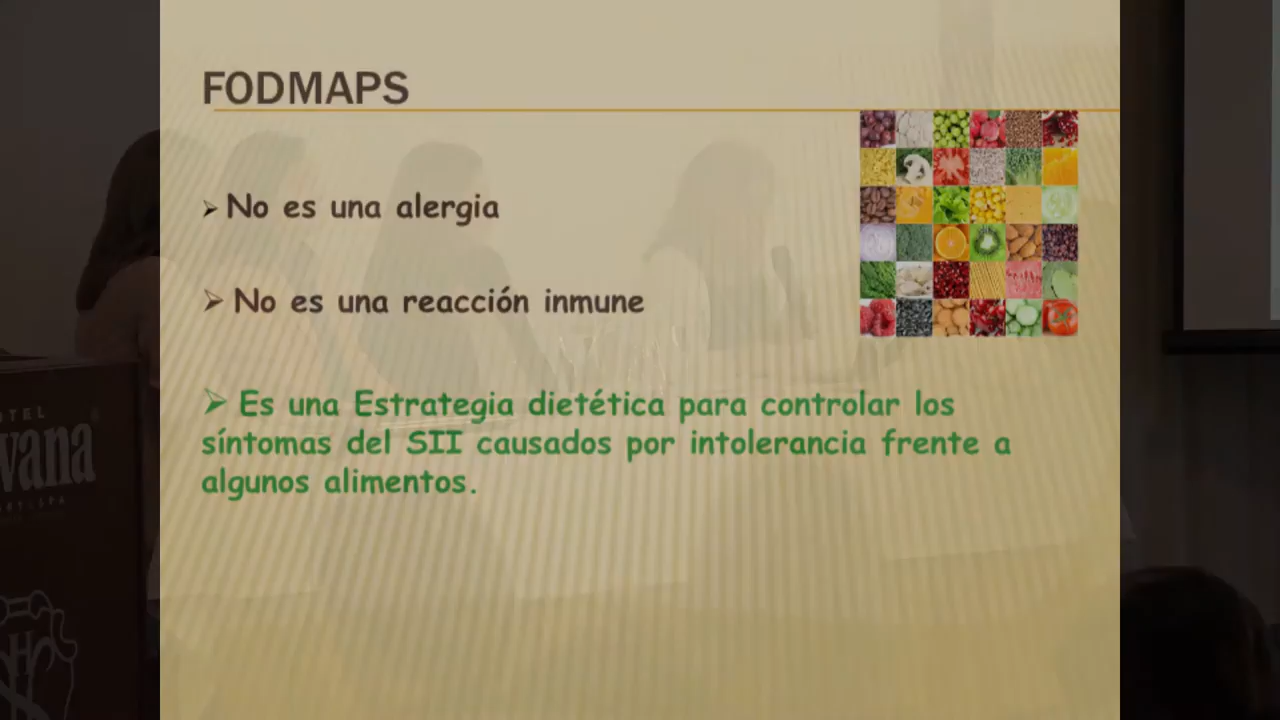 FODMAPS
No es una alergia
No es una reacción inmune
Es una Estrategia dietética para controlar los
síntomas del SII causados por intolerancia frente a
algunos alimentos.